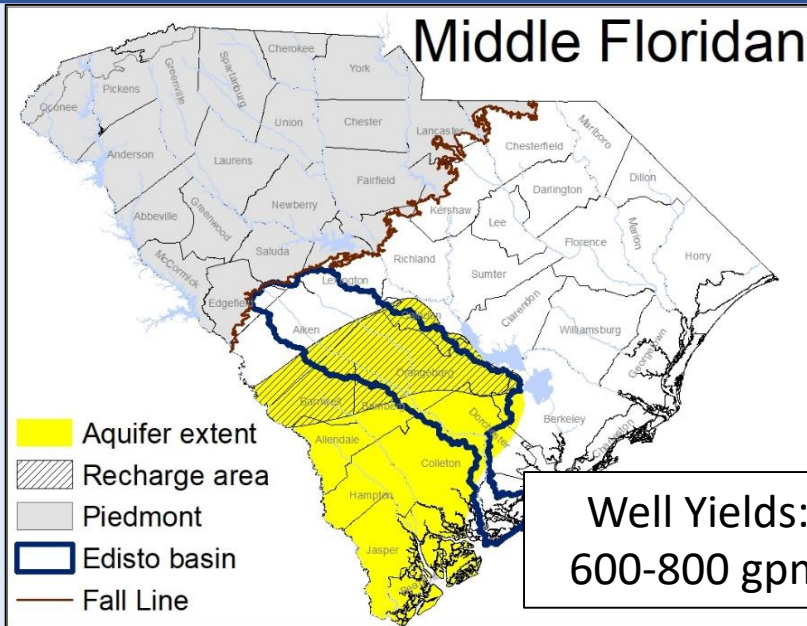 Middle Floridan
Cherokee
York
Spartanburg
Greenville
Pickens
Oconee
Union
Chester
Lancaster
Marlboro
Chesterfield
Anderson
Laurens
Dillon
Fairfield
Darlington
Marion
Kershaw
Lee
Newberry
Greenwood
Abbeville
Florence
Horry
Saluda
Richland
McCormick
Sumter
Lexington
Edgefield
Clarendon
Williamsburg
Aiken
Georgetown
Orangeburg
Barnwell
Bamberg
Berkeley
Dorchester
Charleston
Allendale
Colleton
Hampton
Jasper
Aquifer extent
Recharge area
Piedmont
Edisto basin
Fall Line
Well Yields:
600-800 gpm